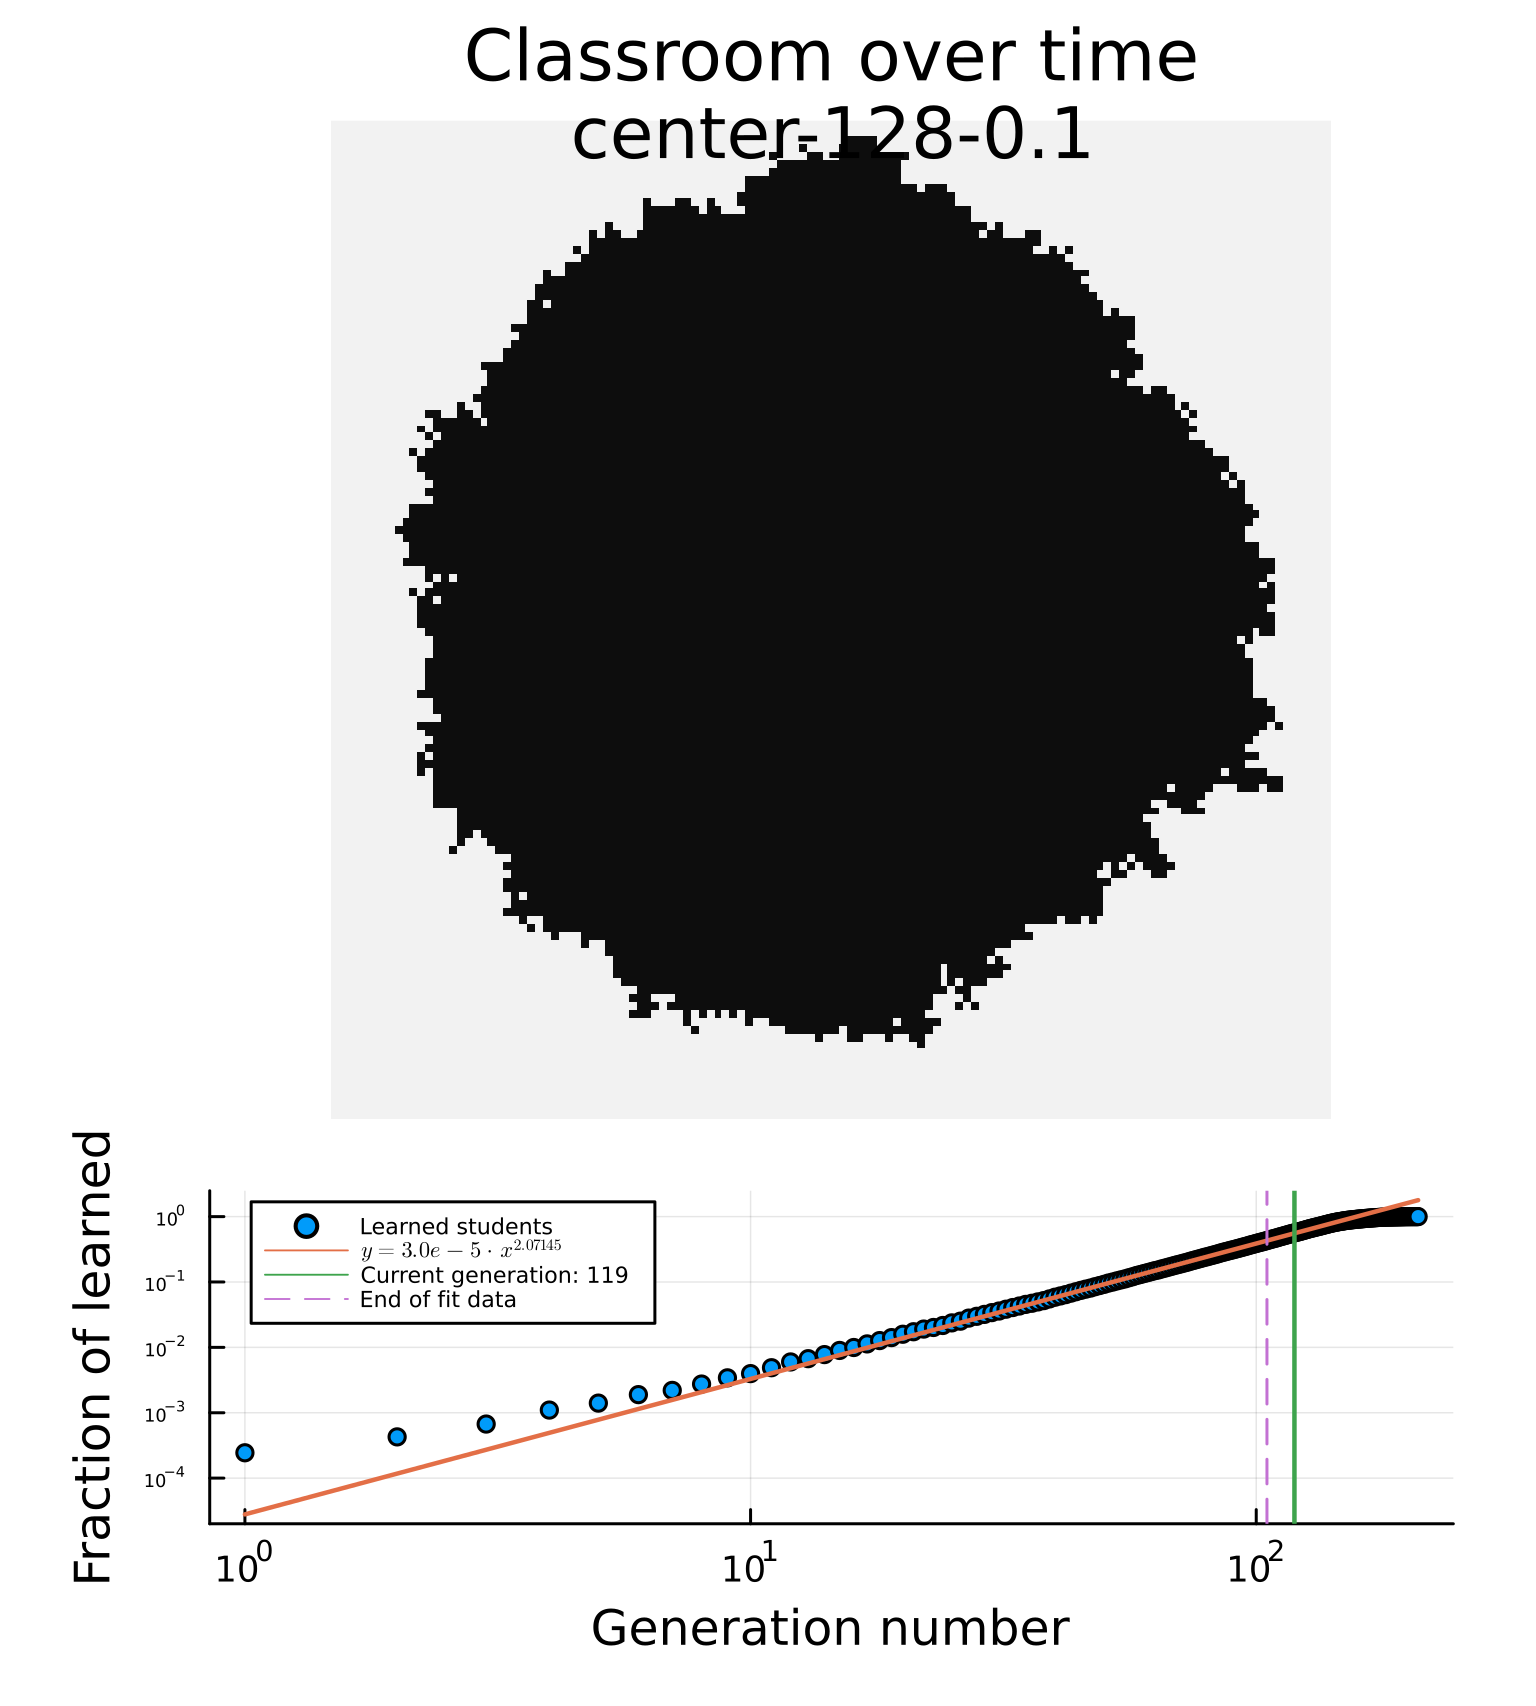 Classroom over time
center-128-0.1
Fraction of learned
10⁰
10⁻¹
10⁻²
10⁻³
10⁻⁴
Learned students
y = 3.0e − 5 · x^{2.07145}
Current generation: 119
End of fit data
10⁰ 10¹ 10²
Generation number